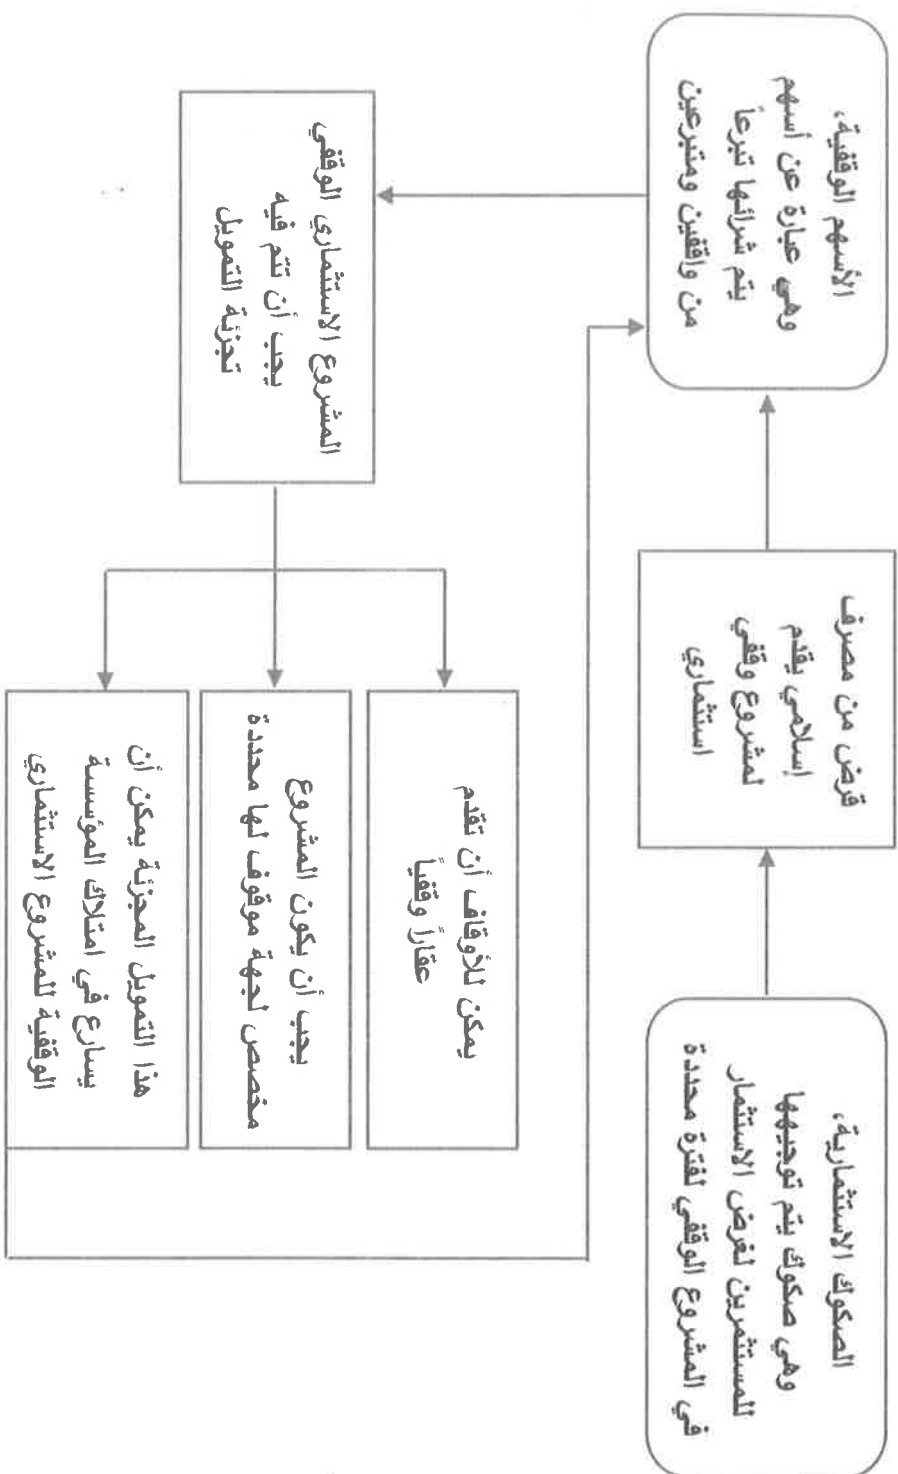 الصكوك الاستثمارية،
وهي صكوك يتم توجيهها
للمستثمرين لغرض الاستثمار
في المشروع الوقفي لفترة محددة
قرض من مصرف
إسلامي يقدم
لمشروع وقفي
استثماري
الأسهم الوقفية،
وهي عبارة عن أسهم
يتم شرائها تبرعاً
من واقفين ومتبرعين
يمكن للأوقاف أن تقدم
عقاراً وقفياً
يجب أن يكون المشروع
مخصص لجهة موقوف لها محددة
هذا التمويل المجزئة يمكن أن
يسارع في امتلاك المؤسسة
الوقفية للمشروع الاستثماري
المشروع الاستثماري الوقفي
يجب أن تتم فيه
تجزئة التمويل